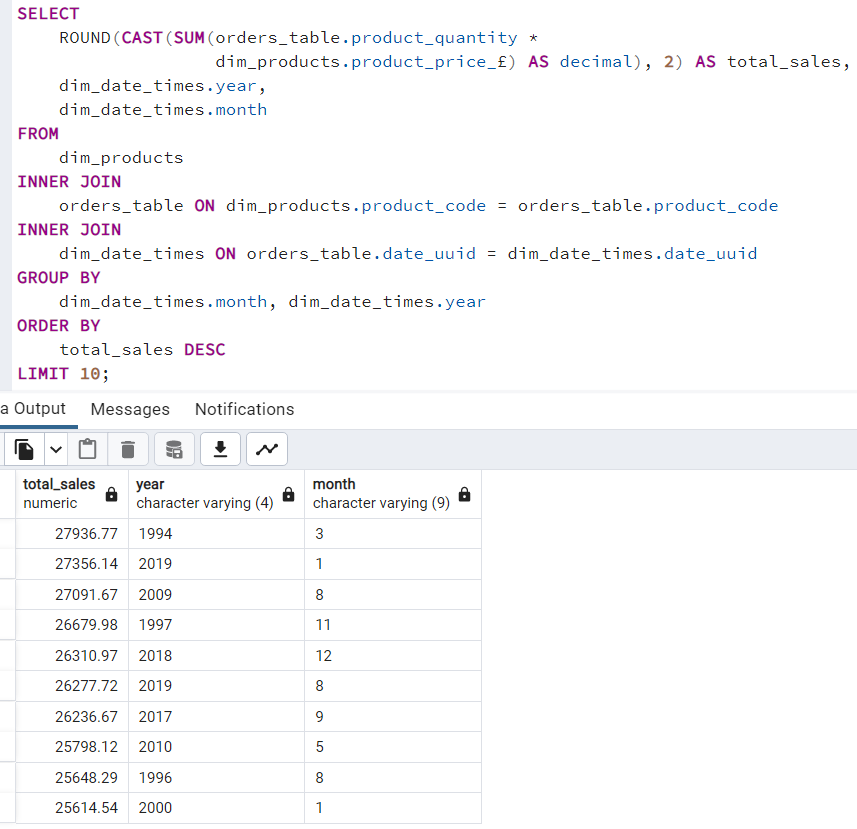 SELECT
ROUND(CAST(SUM(orders_table.product_quantity *
dim_products.product_price_£) AS decimal), 2) AS total_sales,
dim_date_times.year,
dim_date_times.month
FROM
dim_products
INNER JOIN
orders_table ON dim_products.product_code = orders_table.product_code
INNER JOIN
dim_date_times ON orders_table.date_uuid = dim_date_times.date_uuid
GROUP BY
dim_date_times.month, dim_date_times.year
ORDER BY
total_sales DESC
LIMIT 10;
a Output Messages Notifications
total_sales year month
numeric character varying (4) character varying (9)
27936.77 1994 3
27356.14 2019 1
27091.67 2009 8
26679.98 1997 11
26310.97 2018 12
26277.72 2019 8
26236.67 2017 9
25798.12 2010 5
25648.29 1996 8
25614.54 2000 1